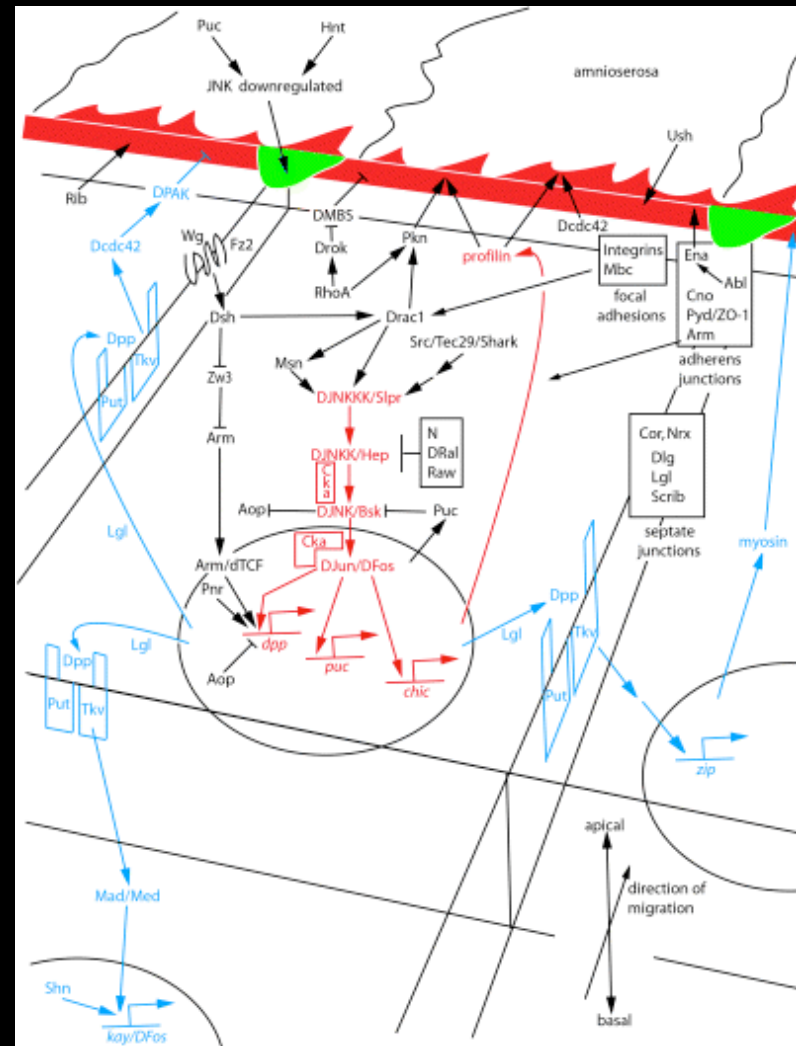 Puc
Hnt
JNK downregulated
amnioserosa
Ush
Rib
DPAK
DMBS
Dcdc42
Wg
Fz2
Drok
Pkn
profilin
Dcdc42
Integrins
Mbc
focal
adhesions
Ena
Abl
Cno
Pyd/ZO-1
Arm
adherens
junctions
RhoA
Dsh
Drac1
Dpp
Tkv
Put
Msn
Src/Tec29/Shark
Zw3
DJNKKK/Slpr
Arm
DJNKK/Hep
N
DRal
Raw
Cor, Nrx
Dlg
Lgl
Scrib
septate
junctions
Cka
Aop
DJNK/Bsk
Puc
Lgl
Cka
Arm/dTCF
DJun/DFos
Pnr
myosin
dpp
puc
chic
Aop
Lgl
Dpp
Tkv
Put
Lgl
Dpp
Put
Tkv
zip
apical
direction of
migration
basal
Mad/Med
Shn
kay/DFos